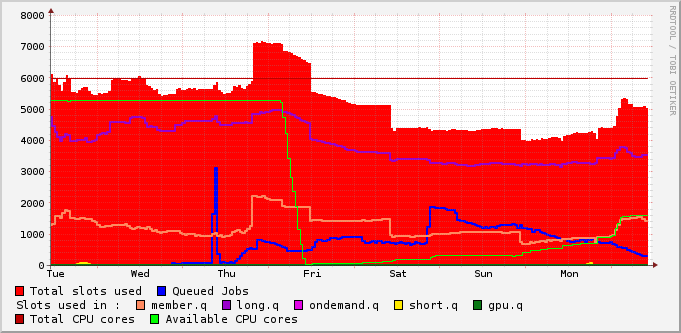 8000
7000
6000
5000
4000
3000
2000
1000
0
Tue Wed Thu Fri Sat Sun Mon
Total slots used Queued Jobs
Slots used in : member.q long.q ondemand.q short.q gpu.q
Total CPU cores Available CPU cores
RRDTOOL / TOBI OETIKER